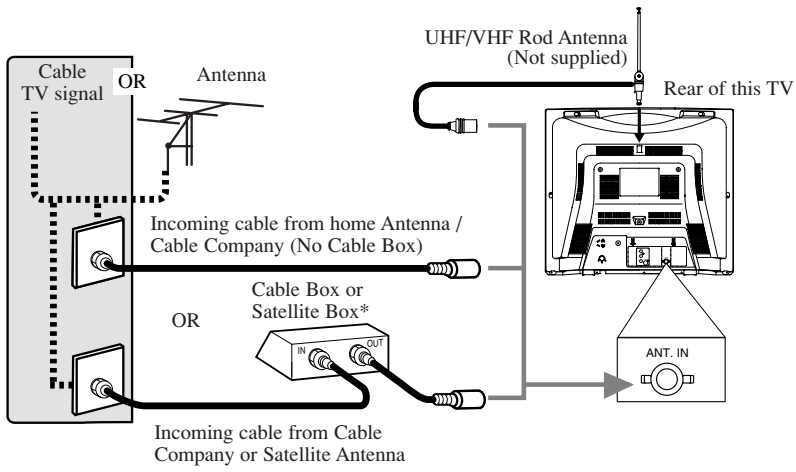 UHF/VHF Rod Antenna
(Not supplied)
Cable
TV signal
OR
Antenna
Rear of this TV
Incoming cable from home Antenna /
Cable Company (No Cable Box)
OR
Cable Box or
Satellite Box*
IN
OUT
ANT. IN
Incoming cable from Cable
Company or Satellite Antenna